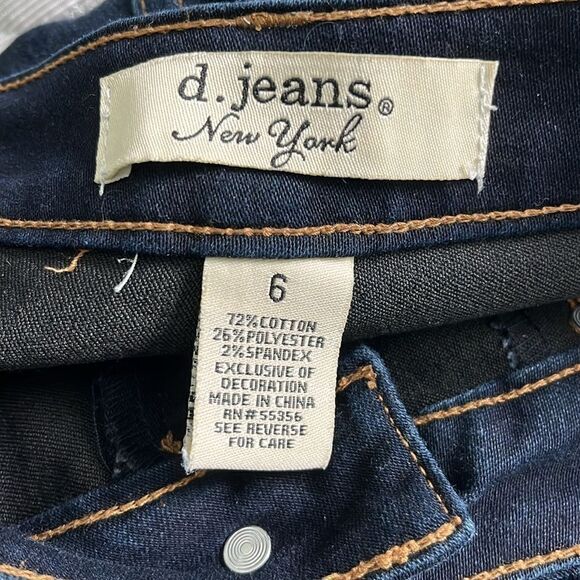 d.jeans®
New York
6
72%COTTON
26%POLYESTER
2%SPANDEX
EXCLUSIVE OF
DECORATION
MADE IN CHINA
RN#55356
SEE REVERSE
FOR CARE